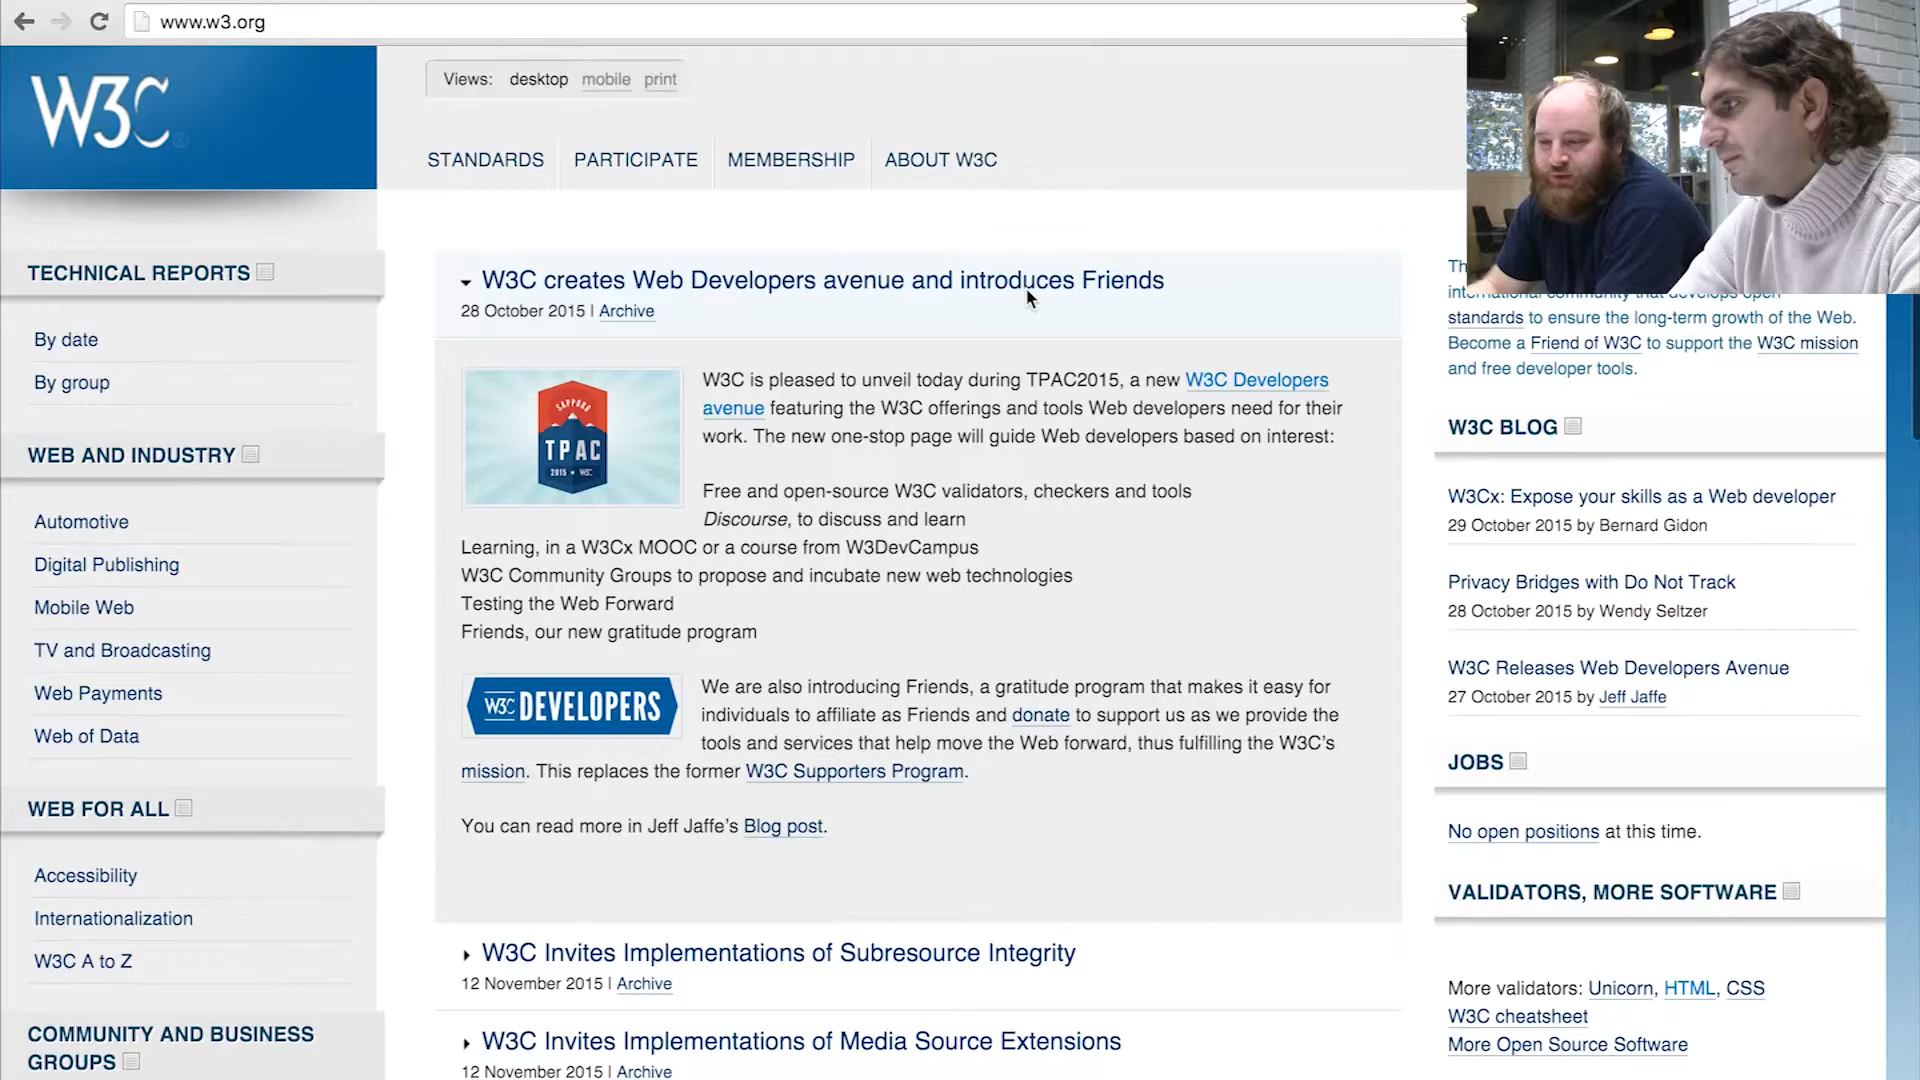 www.w3.org
W3C
Views: desktop mobile print
STANDARDS PARTICIPATE MEMBERSHIP ABOUT W3C
TECHNICAL REPORTS
By date
By group
WEB AND INDUSTRY
Automotive
Digital Publishing
Mobile Web
TV and Broadcasting
Web Payments
Web of Data
WEB FOR ALL
Accessibility
Internationalization
W3C A to Z
COMMUNITY AND BUSINESS
GROUPS
W3C creates Web Developers avenue and introduces Friends
28 October 2015 | Archive
SAPPORO
TPAC
2015 W3C
W3C is pleased to unveil today during TPAC2015, a new W3C Developers
avenue featuring the W3C offerings and tools Web developers need for their
work. The new one-stop page will guide Web developers based on interest:
Free and open-source W3C validators, checkers and tools
Discourse, to discuss and learn
Learning, in a W3Cx MOOC or a course from W3DevCampus
W3C Community Groups to propose and incubate new web technologies
Testing the Web Forward
Friends, our new gratitude program
W3C DEVELOPERS
We are also introducing Friends, a gratitude program that makes it easy for
individuals to affiliate as Friends and donate to support us as we provide the
tools and services that help move the Web forward, thus fulfilling the W3C's
mission. This replaces the former W3C Supporters Program.
You can read more in Jeff Jaffe's Blog post.
W3C Invites Implementations of Subresource Integrity
12 November 2015 | Archive
W3C Invites Implementations of Media Source Extensions
12 November 2015 | Archive
international community that develops open
standards to ensure the long-term growth of the Web.
Become a Friend of W3C to support the W3C mission
and free developer tools.
W3C BLOG
W3Cx: Expose your skills as a Web developer
29 October 2015 by Bernard Gidon
Privacy Bridges with Do Not Track
28 October 2015 by Wendy Seltzer
W3C Releases Web Developers Avenue
27 October 2015 by Jeff Jaffe
JOBS
No open positions at this time.
VALIDATORS, MORE SOFTWARE
More validators: Unicorn, HTML, CSS
W3C cheatsheet
More Open Source Software